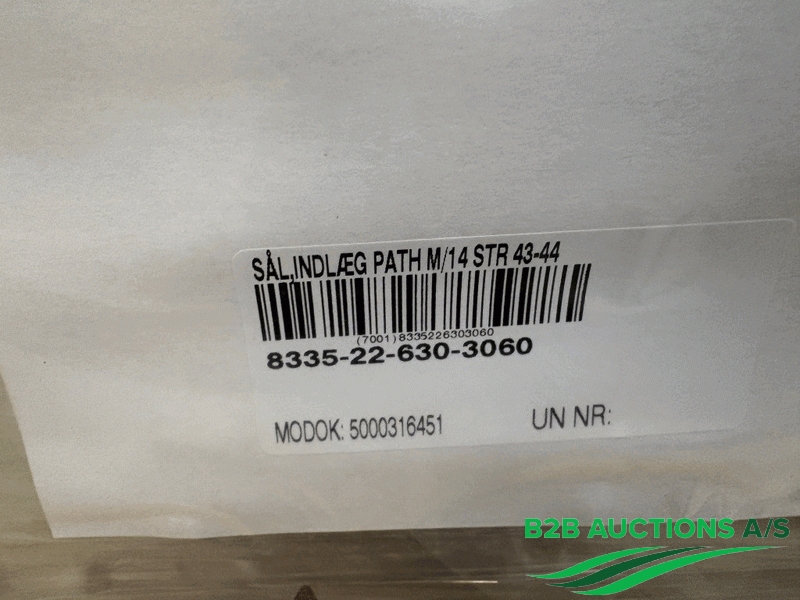 SÅL,INDLÆG PATH M/14 STR 43-44
(7001)8335226303060
8335-22-630-3060
MODOK: 5000316451
UN NR:
B2B AUCTIONS A/S